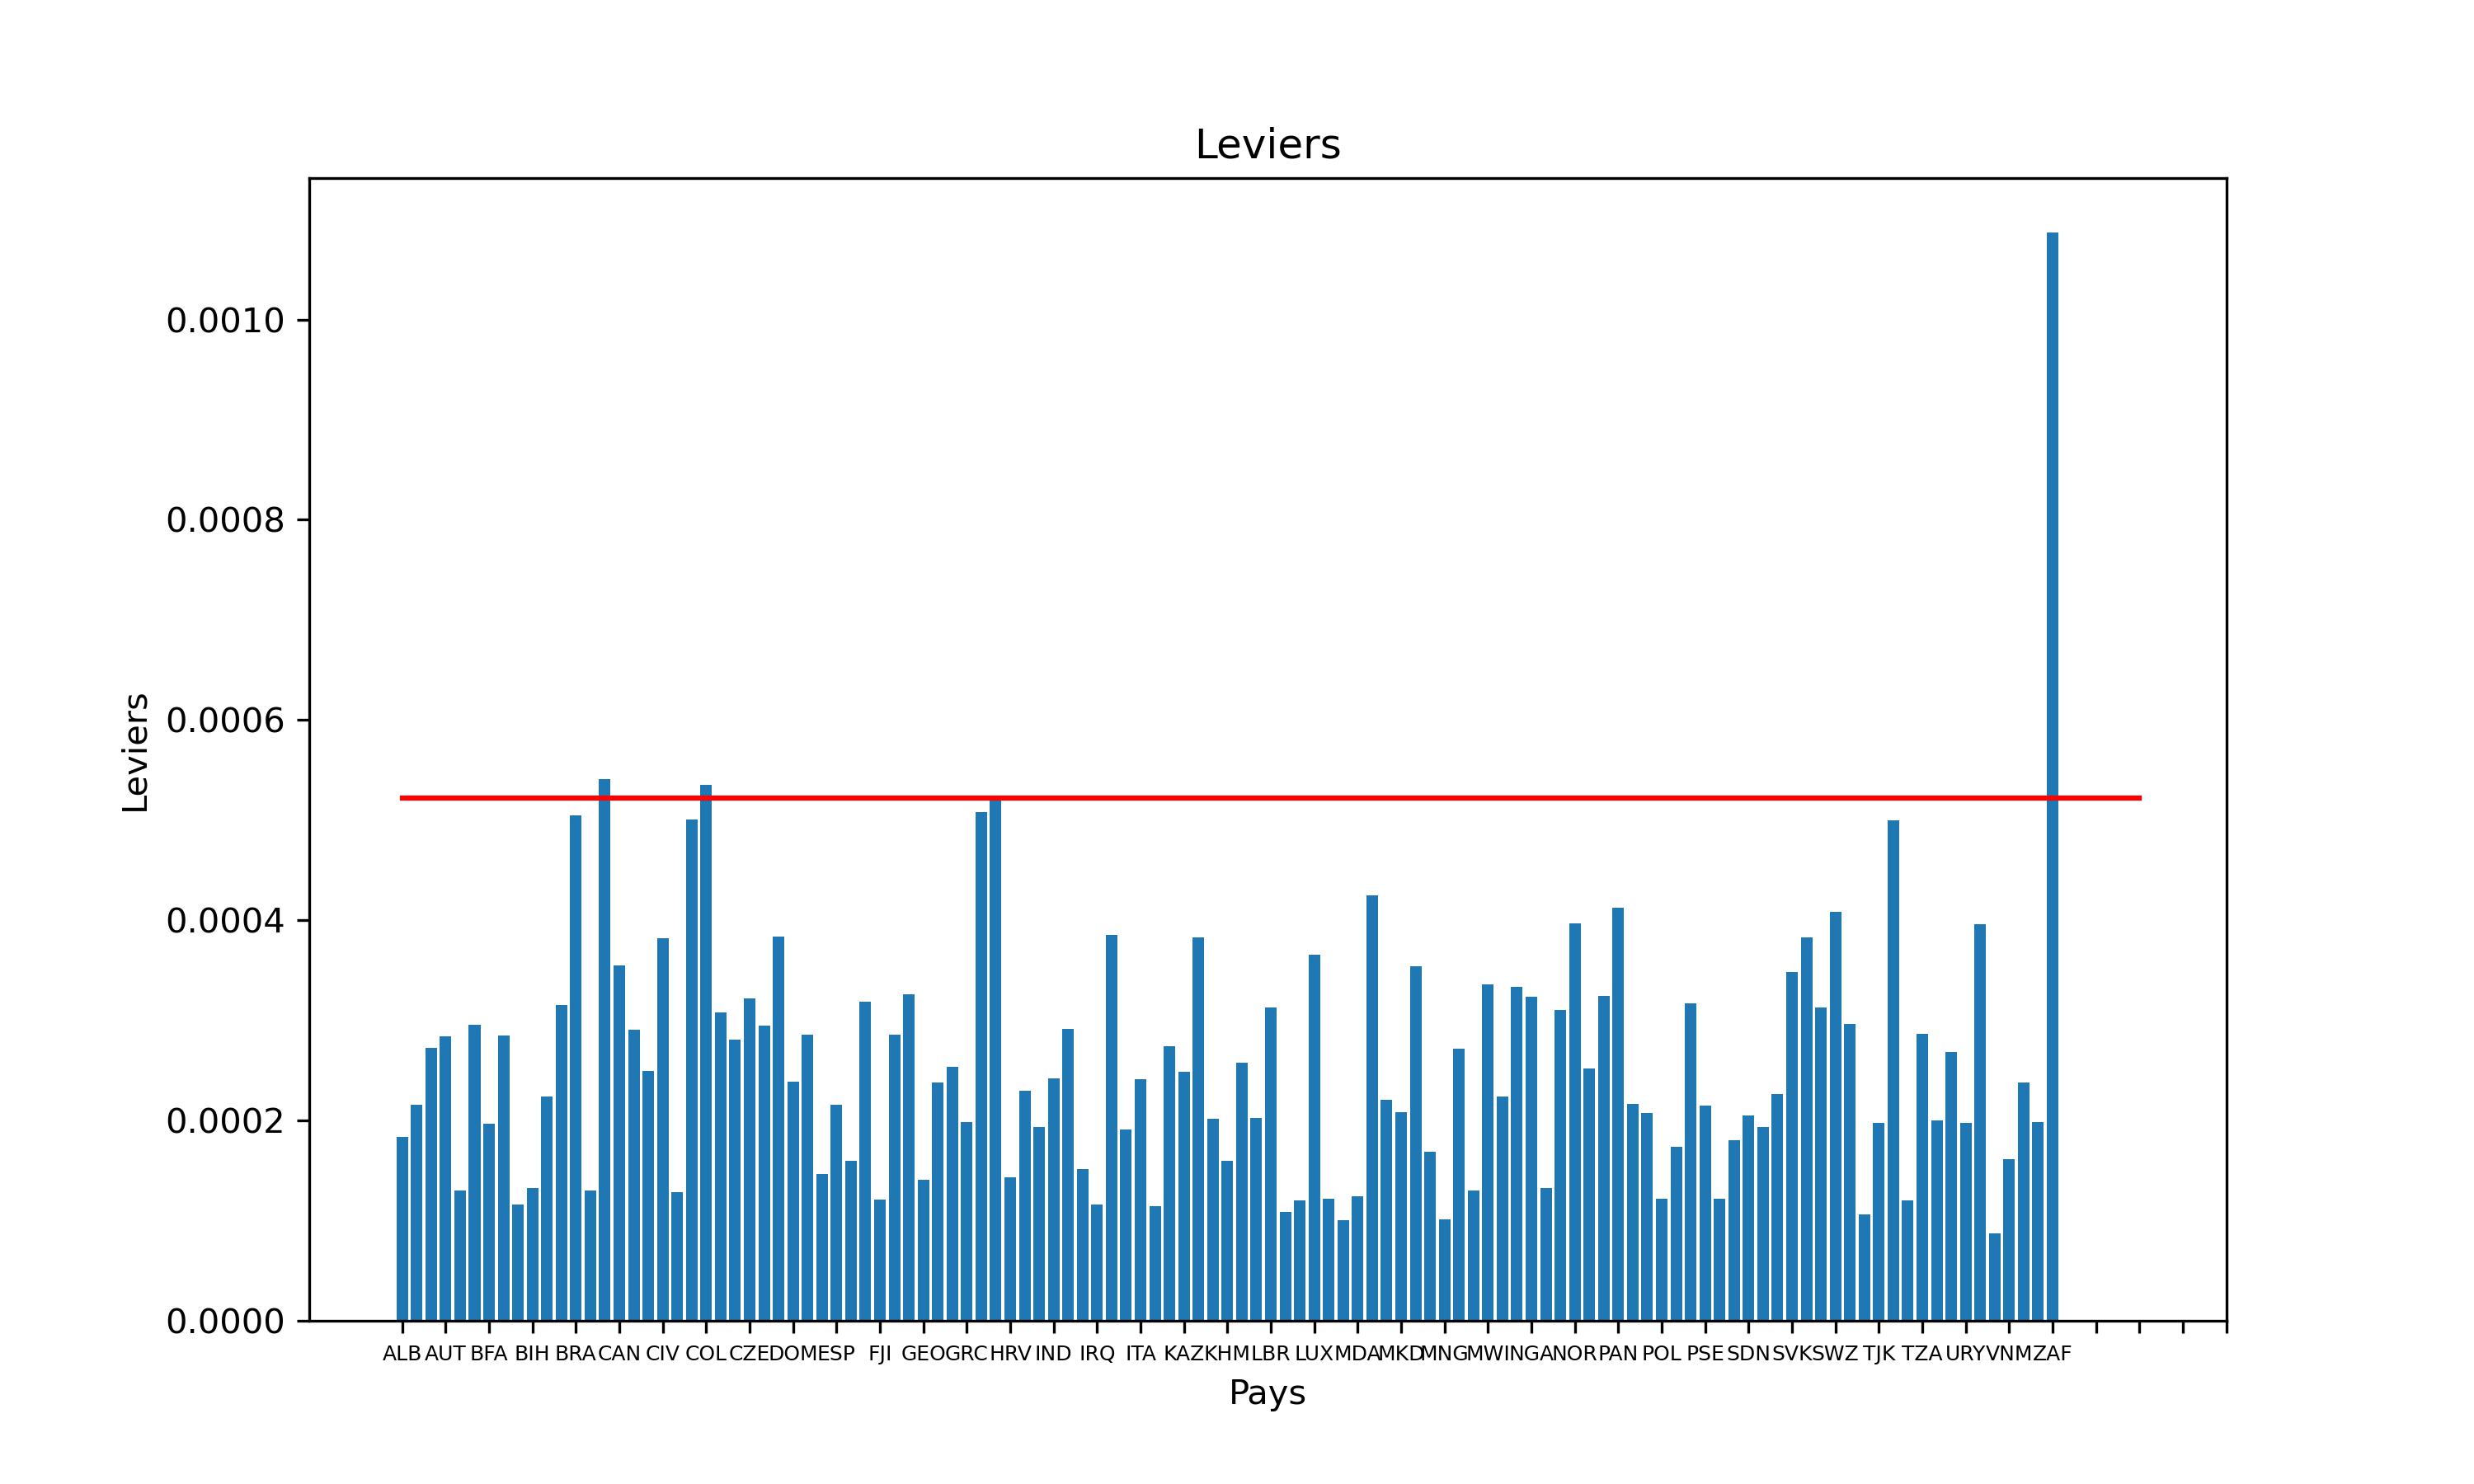 Leviers
0.0010
0.0008
0.0006
0.0004
0.0002
0.0000
Leviers
ALB AUT BFA BIH BRA CAN CIV COL CZE DOM ESP FJI GEO GRC HRV IND IRQ ITA KAZ KHM LBR LUX MDA MKD MNG MWI NGA NOR PAN POL PSE SDN SVK SWZ TJK TZA URY VNM ZAF
Pays